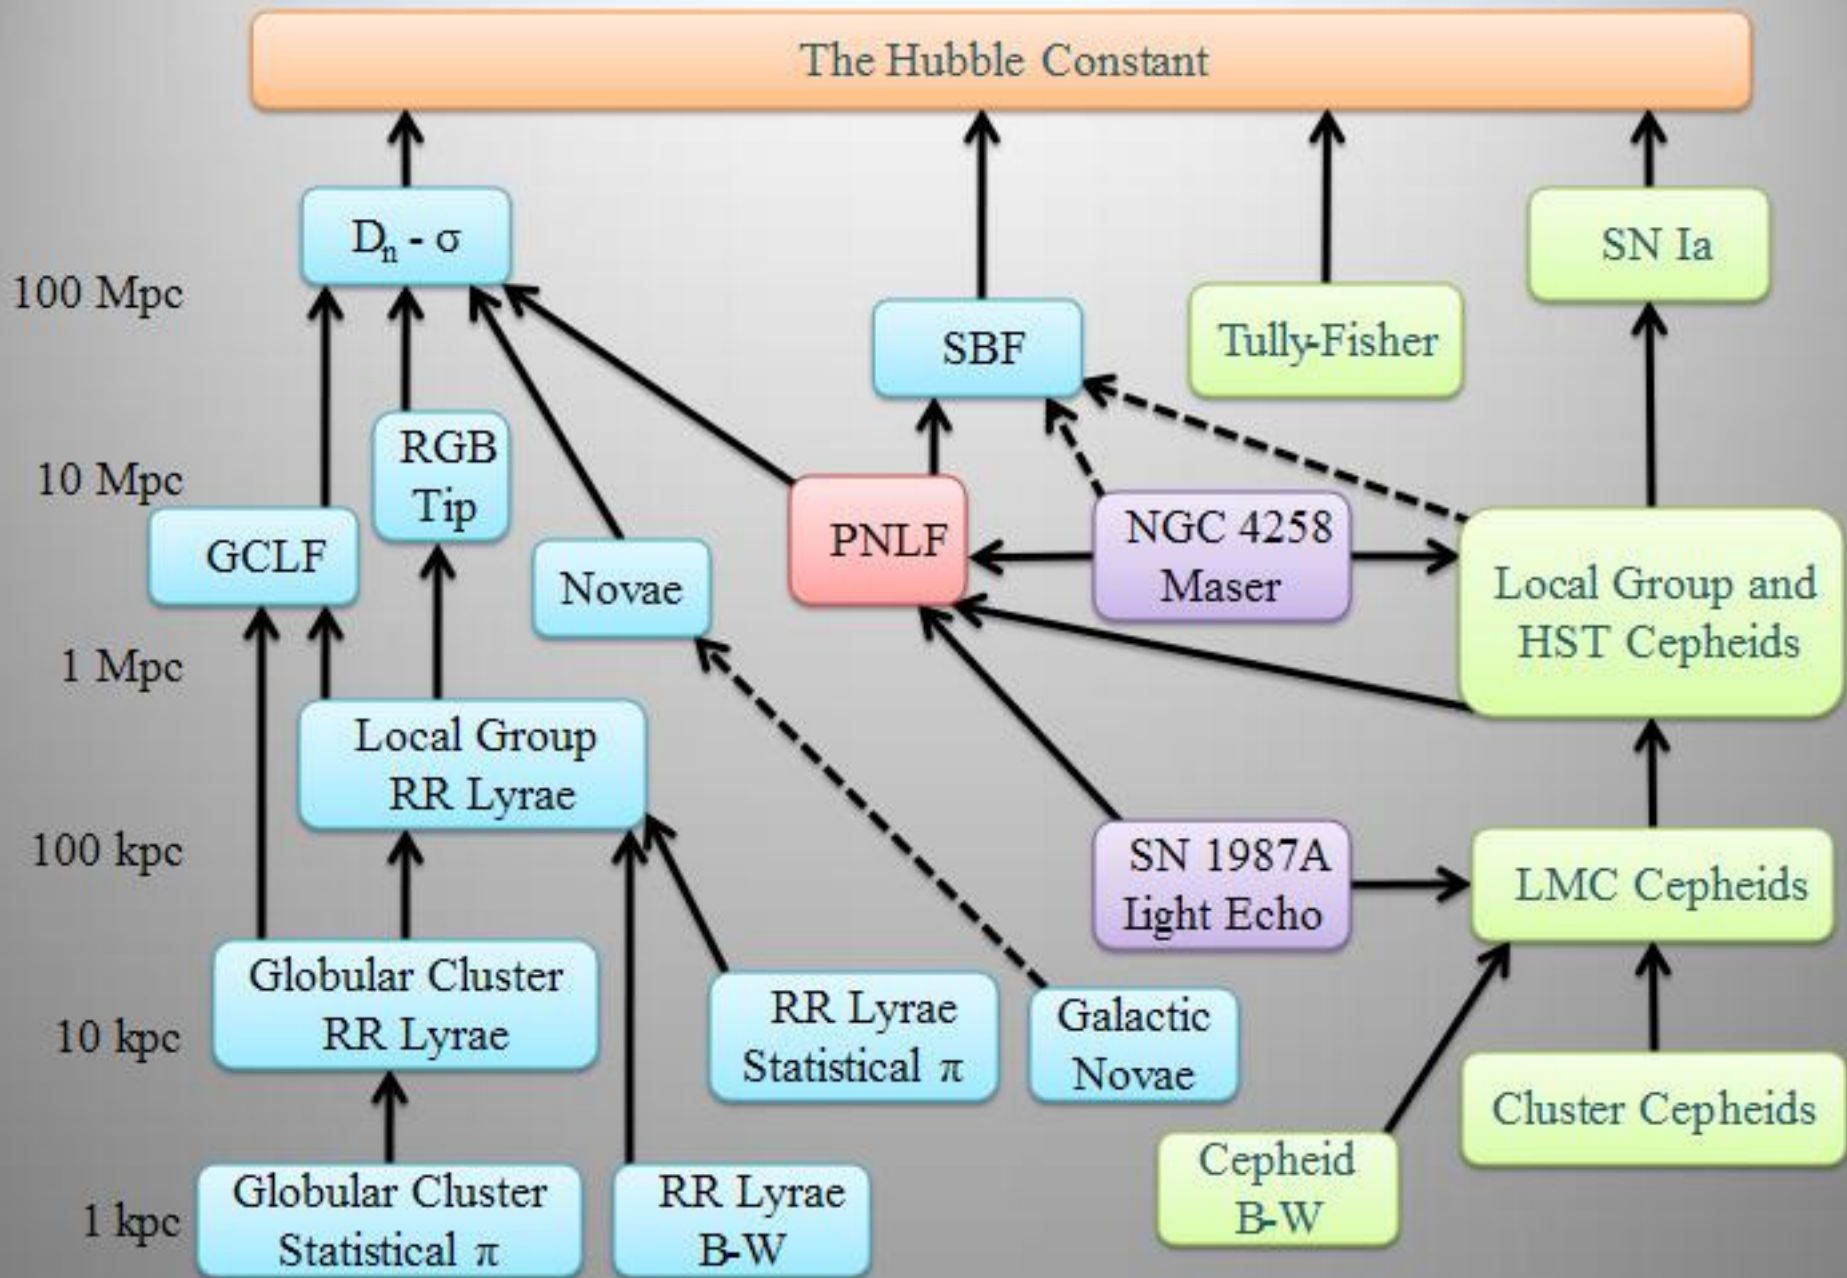 The Hubble Constant
Dn - σ
SN Ia
100 Mpc
SBF
Tully-Fisher
RGB
Tip
10 Mpc
GCLF
Novae
PNLF
NGC 4258
Maser
Local Group and
HST Cepheids
1 Mpc
Local Group
RR Lyrae
100 kpc
SN 1987A
Light Echo
LMC Cepheids
Globular Cluster
RR Lyrae
10 kpc
RR Lyrae
Statistical π
Galactic
Novae
Cluster Cepheids
Cepheid
B-W
1 kpc
Globular Cluster
Statistical π
RR Lyrae
B-W